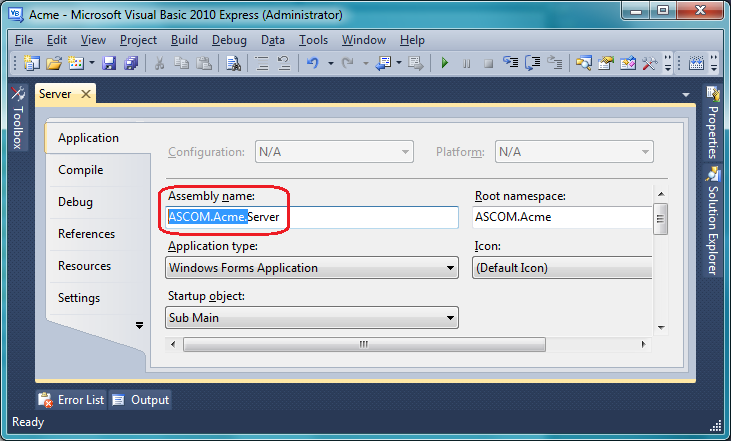 Acme - Microsoft Visual Basic 2010 Express (Administrator)
File Edit View Project Build Debug Data Tools Window Help
Server
Toolbox
Properties
Solution Explorer
Application
Compile
Debug
References
Resources
Settings
Configuration: N/A Platform: N/A
Assembly name: Root namespace:
ASCOM.Acme.Server ASCOM.Acme
Application type: Icon:
Windows Forms Application (Default Icon)
Startup object:
Sub Main
Error List Output
Ready